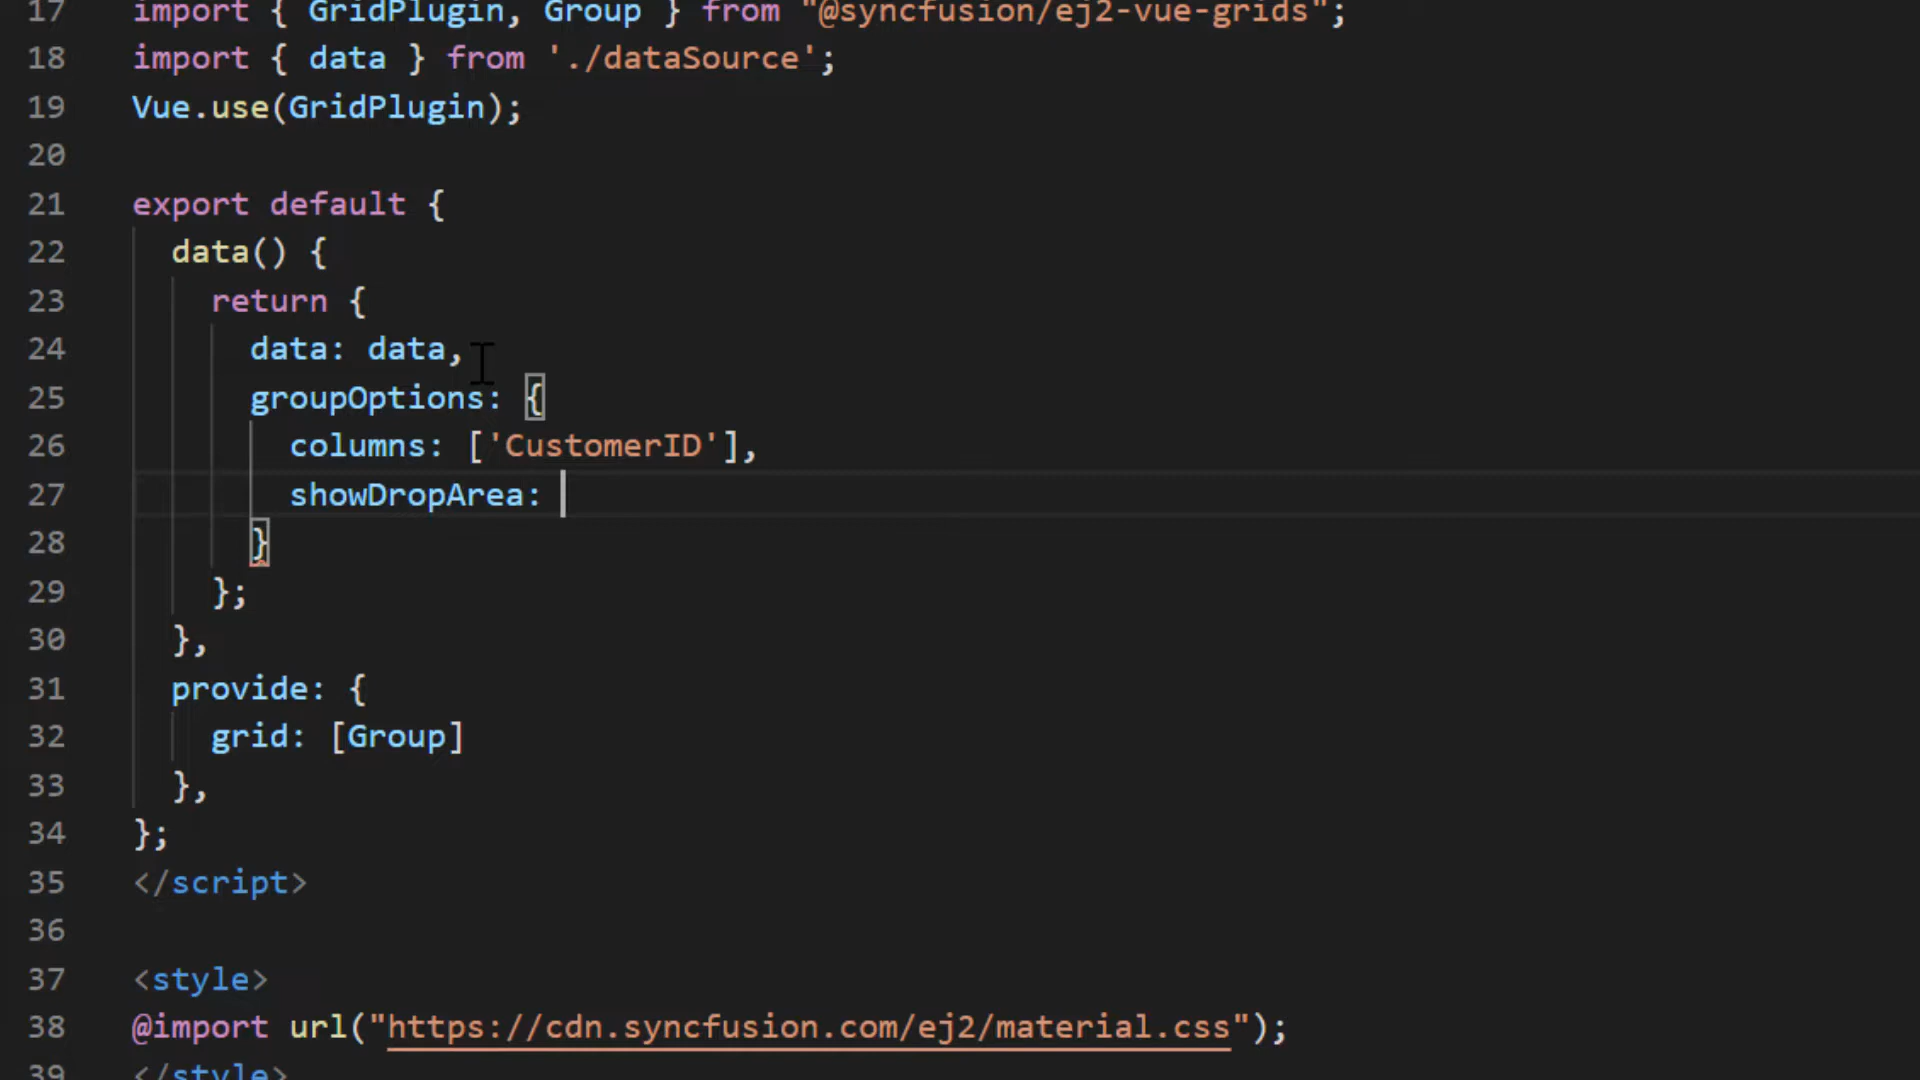 17 import { GridPlugin, Group } from "@syncfusion/ej2-vue-grids";
18 import { data } from './dataSource';
19 Vue.use(GridPlugin);
20
21 export default {
22 data() {
23 return {
24 data: data,
25 groupOptions: {
26 columns: ['CustomerID'],
27 showDropArea:
28 }
29 };
30 },
31 provide: {
32 grid: [Group]
33 },
34 };
35 </script>
36
37 <style>
38 @import url("https://cdn.syncfusion.com/ej2/material.css");
39 </style>